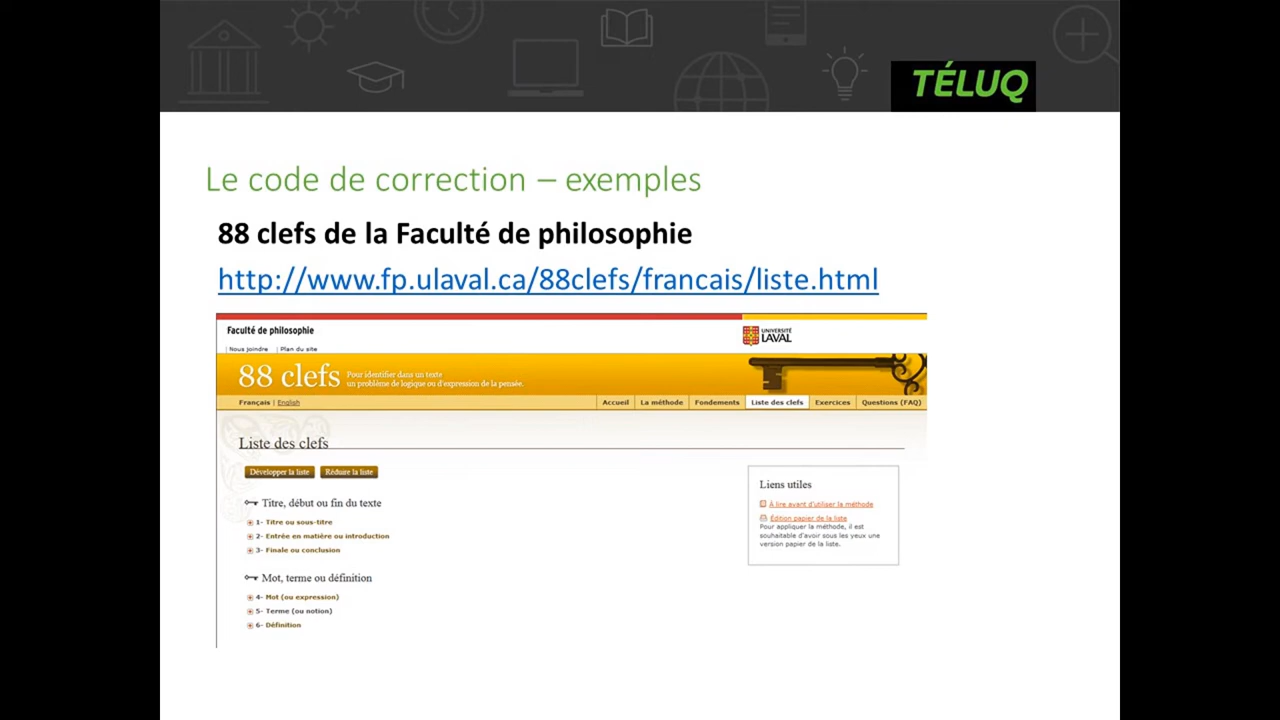 TÉLUQ
Le code de correction – exemples
88 clefs de la Faculté de philosophie
http://www.fp.ulaval.ca/88clefs/francais/liste.html
Faculté de philosophie
UNIVERSITÉ
LAVAL
| Nous joindre | Plan du site
88 clefs
Pour identifier dans un texte
un problème de logique ou d'expression de la pensée.
Français | English
Accueil | La méthode | Fondements | Liste des clefs | Exercices | Questions (FAQ)
Liste des clefs
Développer la liste Réduire la liste
Titre, début ou fin du texte
1- Titre ou sous-titre
2- Entrée en matière ou introduction
3- Finale ou conclusion
Mot, terme ou définition
4- Mot (ou expression)
5- Terme (ou notion)
6- Définition
Liens utiles
À lire avant d'utiliser la méthode
Édition papier de la liste
Pour appliquer la méthode, il est
souhaitable d'avoir sous les yeux une
version papier de la liste.